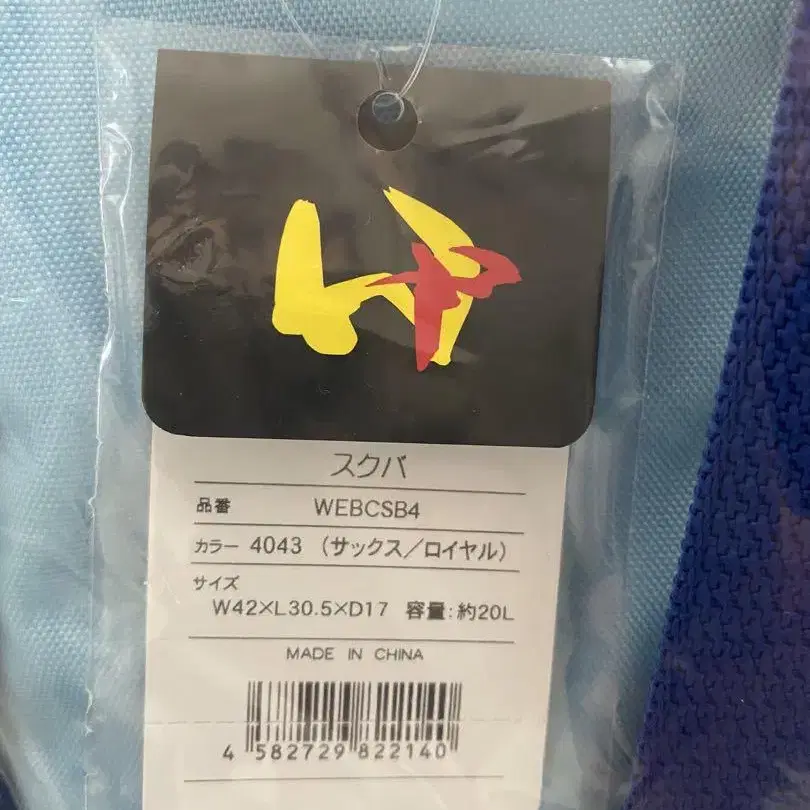 スクバ
品番 WEBCSB4
カラー 4043 (サックス/ロイヤル)
サイズ
W42×L30.5×D17 容量:約20L
MADE IN CHINA
4 582729 822140